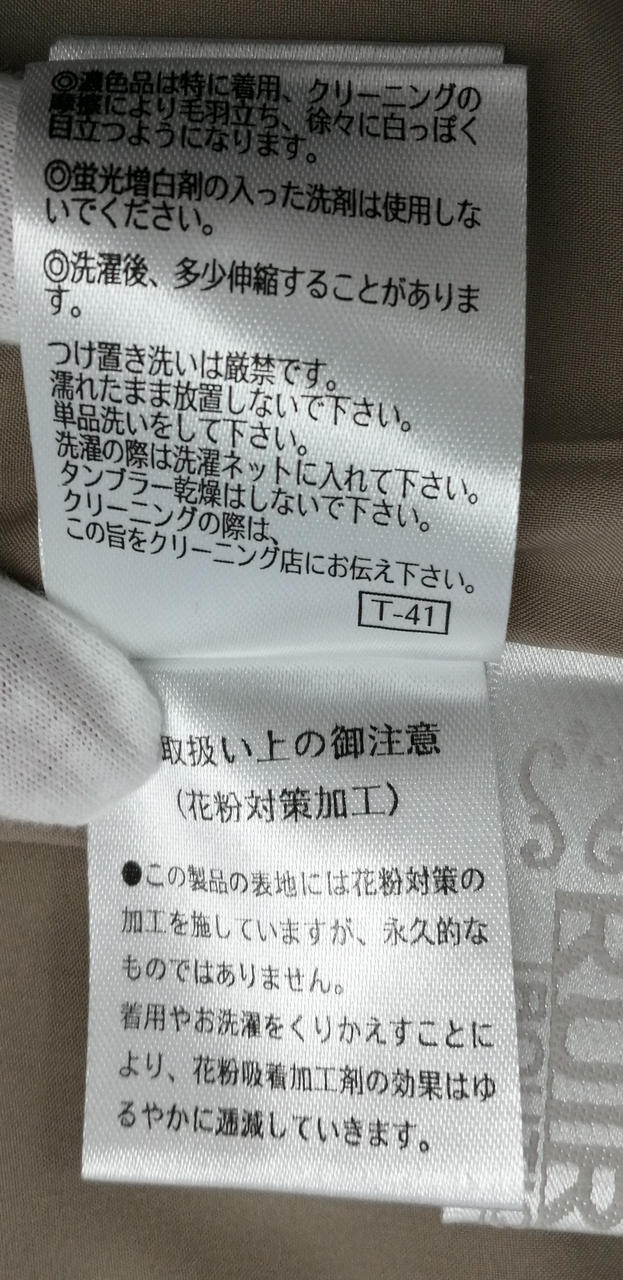 ◎濃色品は特に着用、クリーニングの
摩擦により毛羽立ち、徐々に白っぽく
目立つようになります。
◎蛍光増白剤の入った洗剤は使用しな
いでください。
◎洗濯後、多少伸縮することがありま
す。
つけ置き洗いは厳禁です。
濡れたまま放置しないで下さい。
単品洗いをして下さい。
洗濯の際は洗濯ネットに入れて下さい。
タンブラー乾燥はしないで下さい。
クリーニングの際は、
この旨をクリーニング店にお伝え下さい。
T-41
取扱い上の御注意
(花粉対策加工)
●この製品の表地には花粉対策の
加工を施していますが、永久的な
ものではありません。
着用やお洗濯をくりかえすことに
より、花粉吸着加工剤の効果はゆ
るやかに逓減していきます。